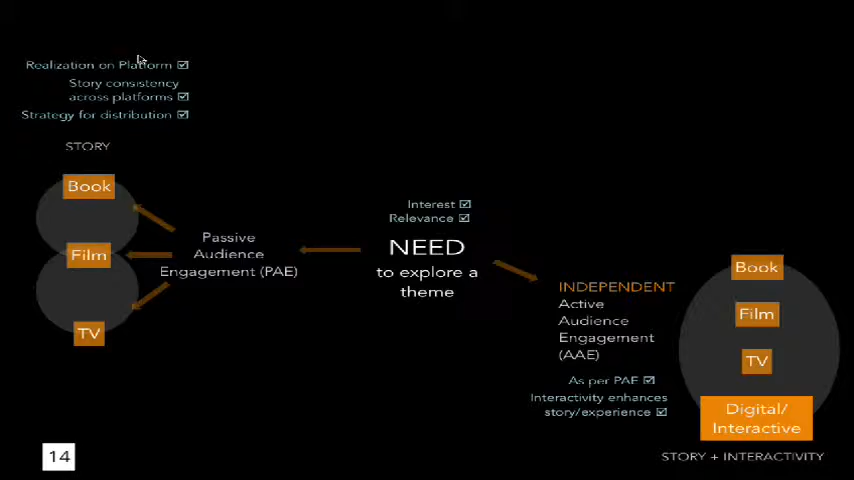 Realization on Platform ☑
Story consistency
across platforms ☑
Strategy for distribution ☑
STORY
Book
Film
TV
Passive
Audience
Engagement (PAE)
Interest ☑
Relevance ☑
NEED
to explore a
theme
INDEPENDENT
Active
Audience
Engagement
(AAE)
As per PAE ☑
Interactivity enhances
story/experience ☑
Book
Film
TV
Digital/
Interactive
STORY + INTERACTIVITY
14